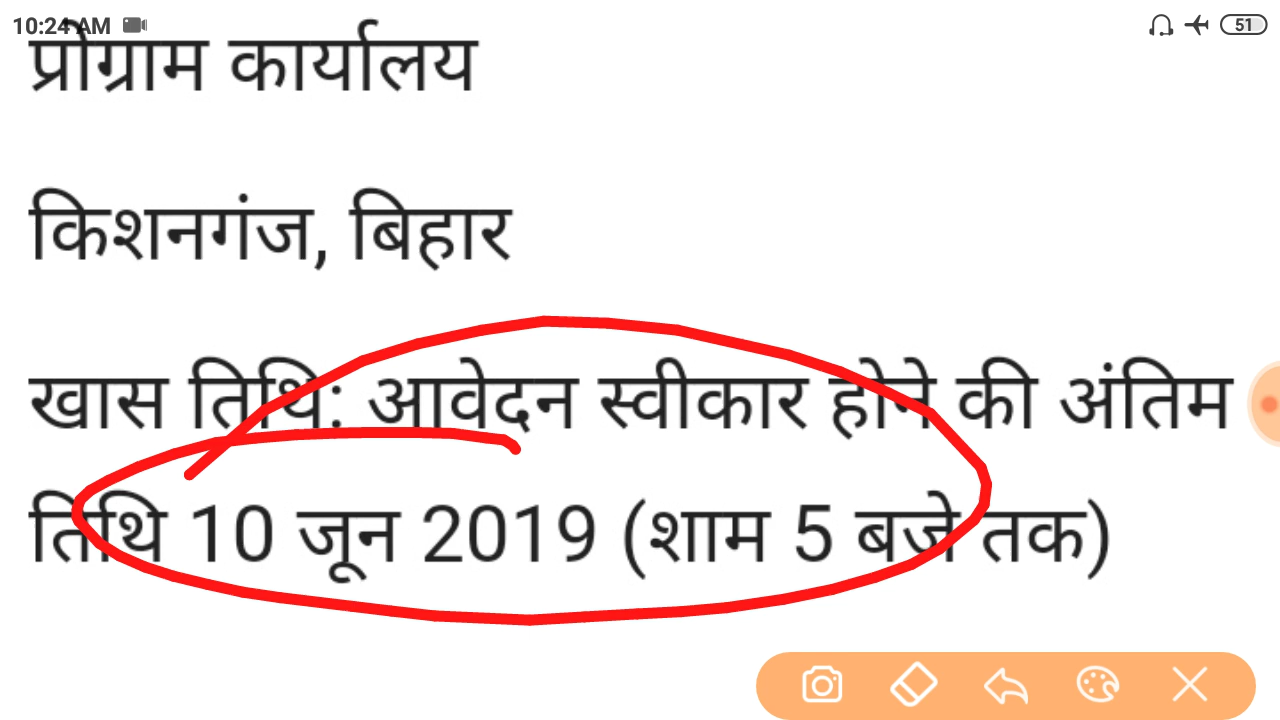 10:24 AM 51
प्रोग्राम कार्यालय
किशनगंज, बिहार
खास तिथि: आवेदन स्वीकार होने की अंतिम
तिथि 10 जून 2019 (शाम 5 बजे तक)